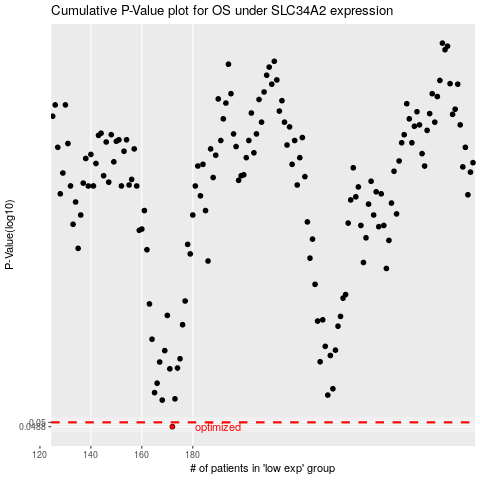 Cumulative P-Value plot for OS under SLC34A2 expression
P-Value(log10)
0.05
0.0488
optimized
120 140 160 180
# of patients in 'low exp' group